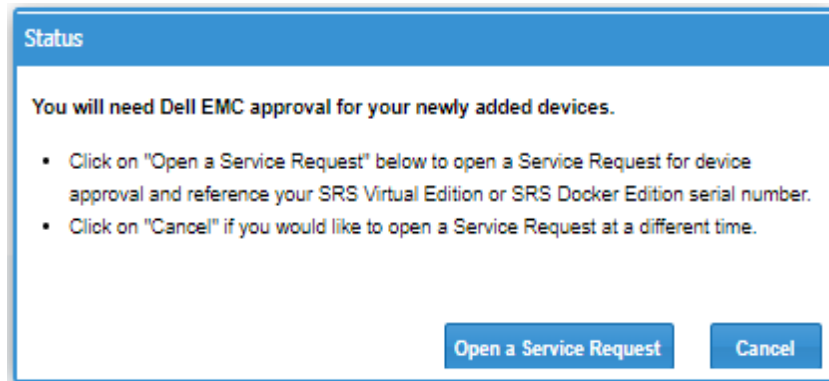 Status
You will need Dell EMC approval for your newly added devices.
• Click on "Open a Service Request" below to open a Service Request for device
approval and reference your SRS Virtual Edition or SRS Docker Edition serial number.
• Click on "Cancel" if you would like to open a Service Request at a different time.
Open a Service Request Cancel